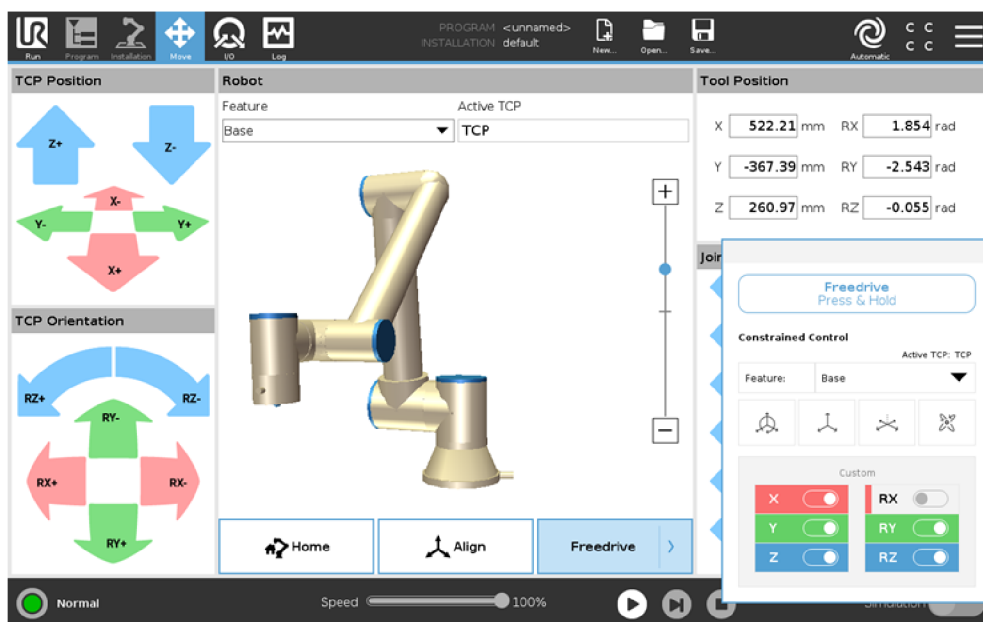 UR
PROGRAM <unnamed>
INSTALLATION default
Run
Program
Installation
Move
I/O
Log
New...
Open...
Save...
Automatic
C C
C C
TCP Position
Robot
Tool Position
Feature
Active TCP
Base
TCP
X 522.21 mm RX 1.854 rad
Y -367.39 mm RY -2.543 rad
Z 260.97 mm RZ -0.055 rad
Z+
Z-
X-
Y-
Y+
X+
TCP Orientation
RZ+
RZ-
RY-
RX+
RX-
RY+
Freedrive
Press & Hold
Constrained Control
Active TCP: TCP
Feature: Base
Custom
X
RX
Y
RY
Z
RZ
Home
Align
Freedrive
Normal
Speed
100%